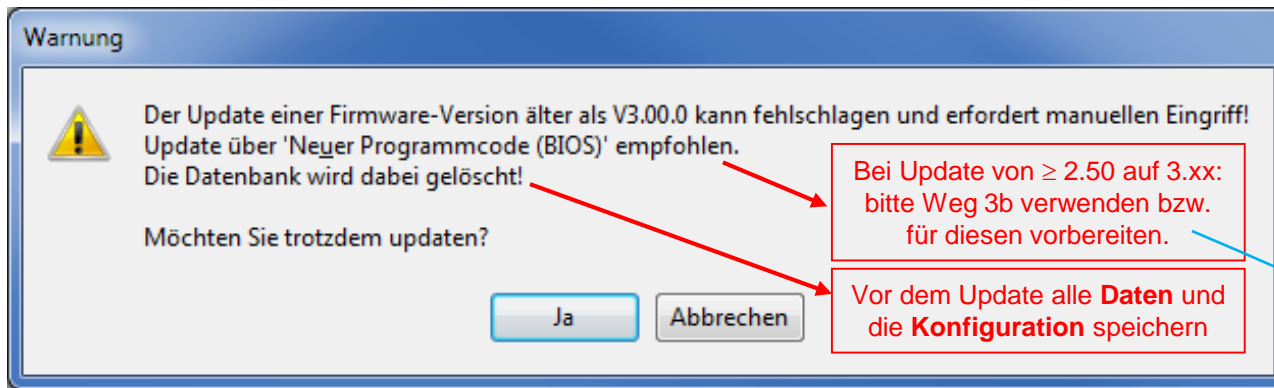 Warnung
Der Update einer Firmware-Version älter als V3.00.0 kann fehlschlagen und erfordert manuellen Eingriff!
Update über 'Neuer Programmcode (BIOS)' empfohlen.
Die Datenbank wird dabei gelöscht!
Möchten Sie trotzdem updaten?
Ja
Abbrechen
Bei Update von ≥ 2.50 auf 3.xx:
bitte Weg 3b verwenden bzw.
für diesen vorbereiten.
Vor dem Update alle Daten und
die Konfiguration speichern